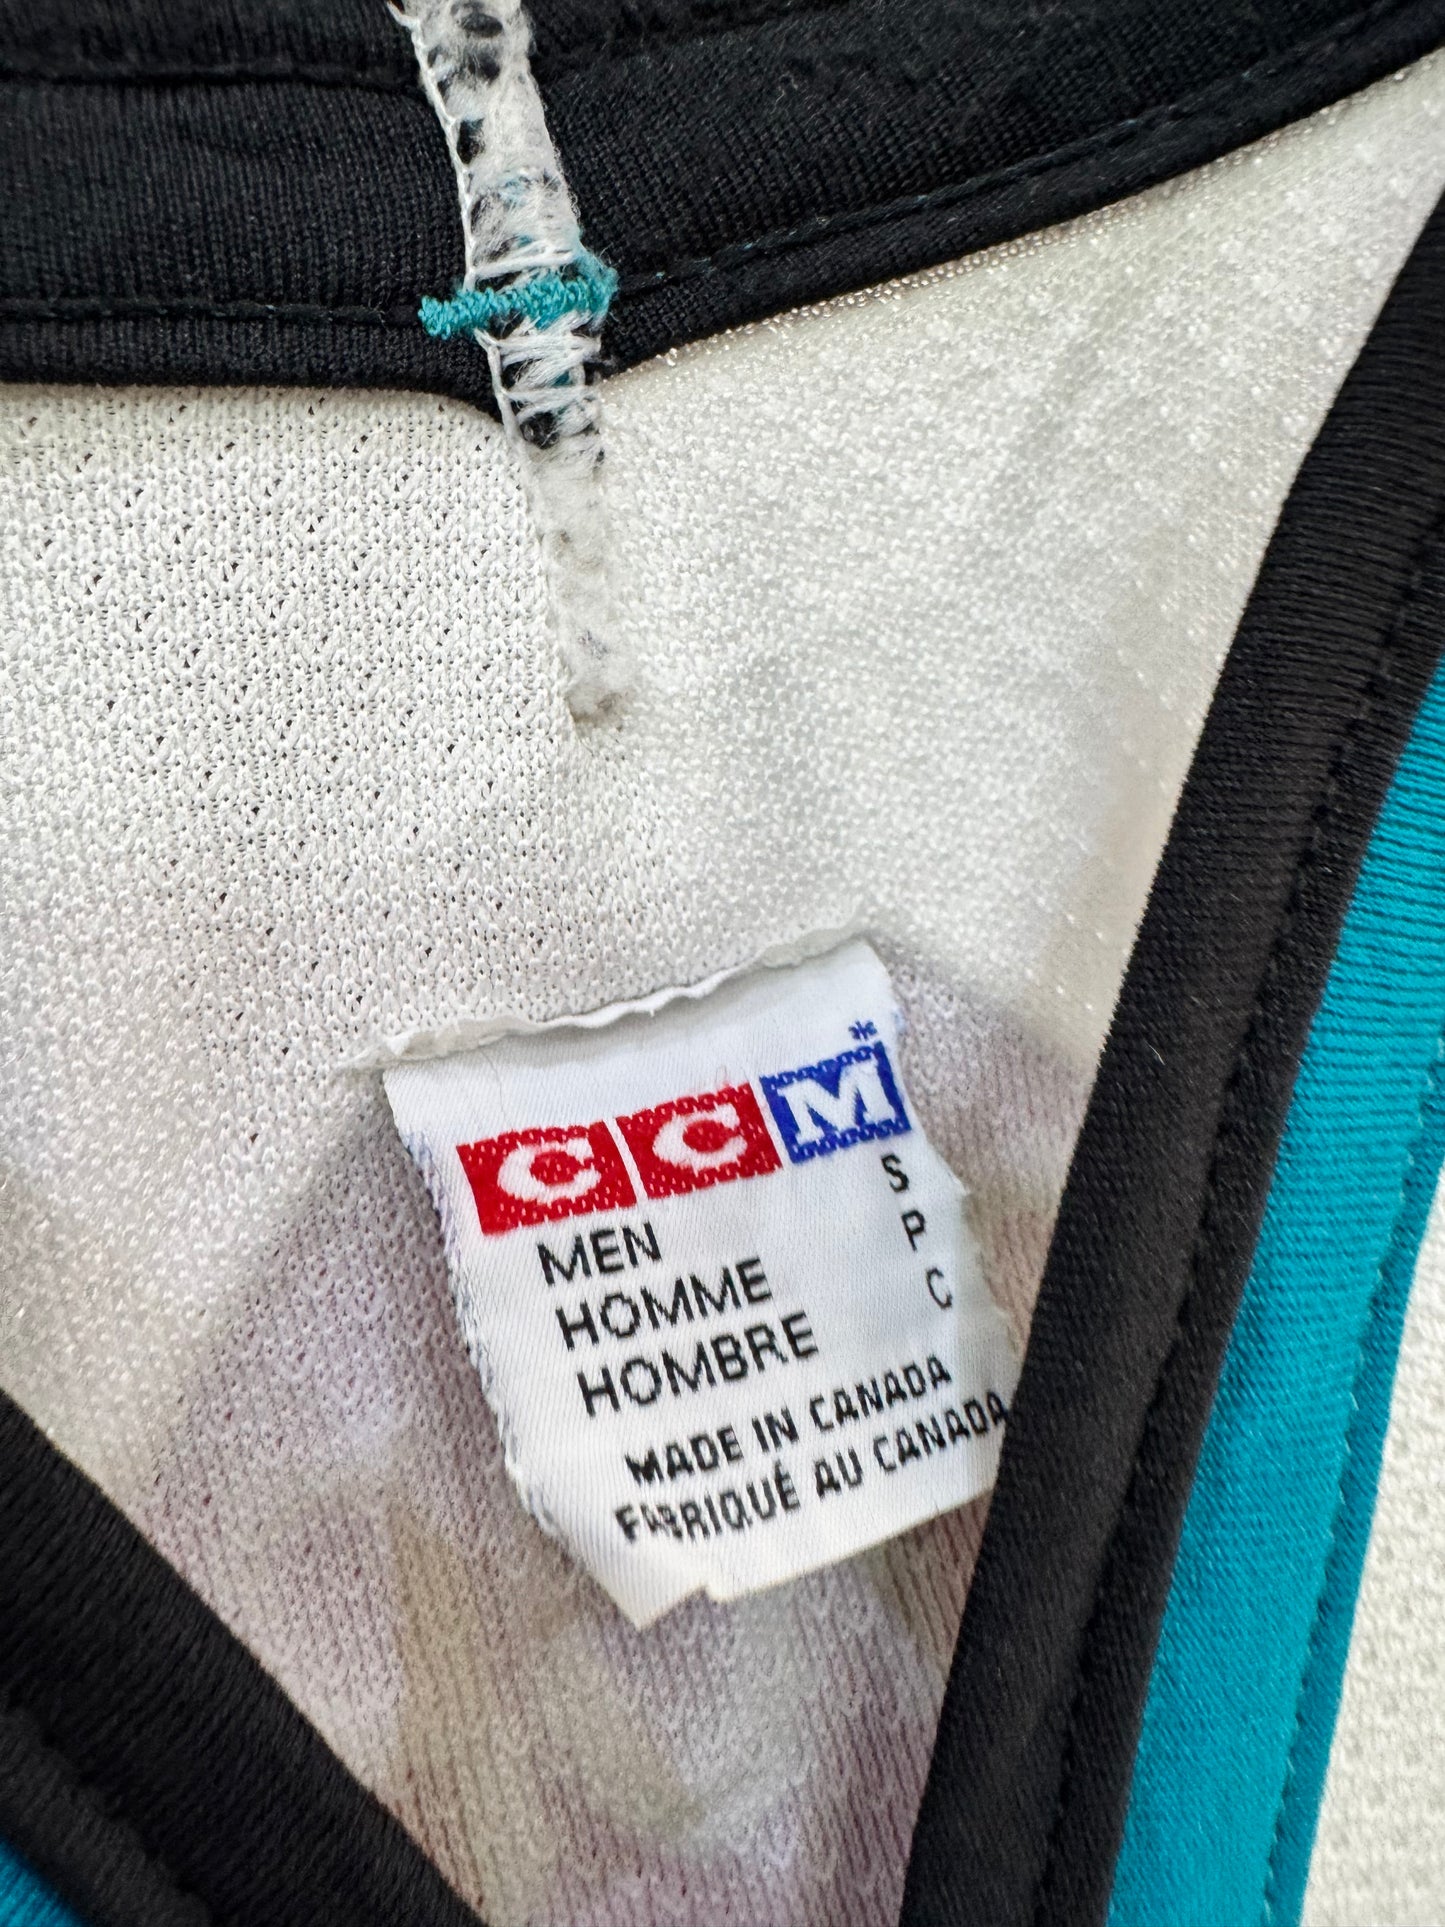 CCM*
S
MEN P
HOMME C
HOMBRE
MADE IN CANADA
FABRIQUÉ AU CANADA